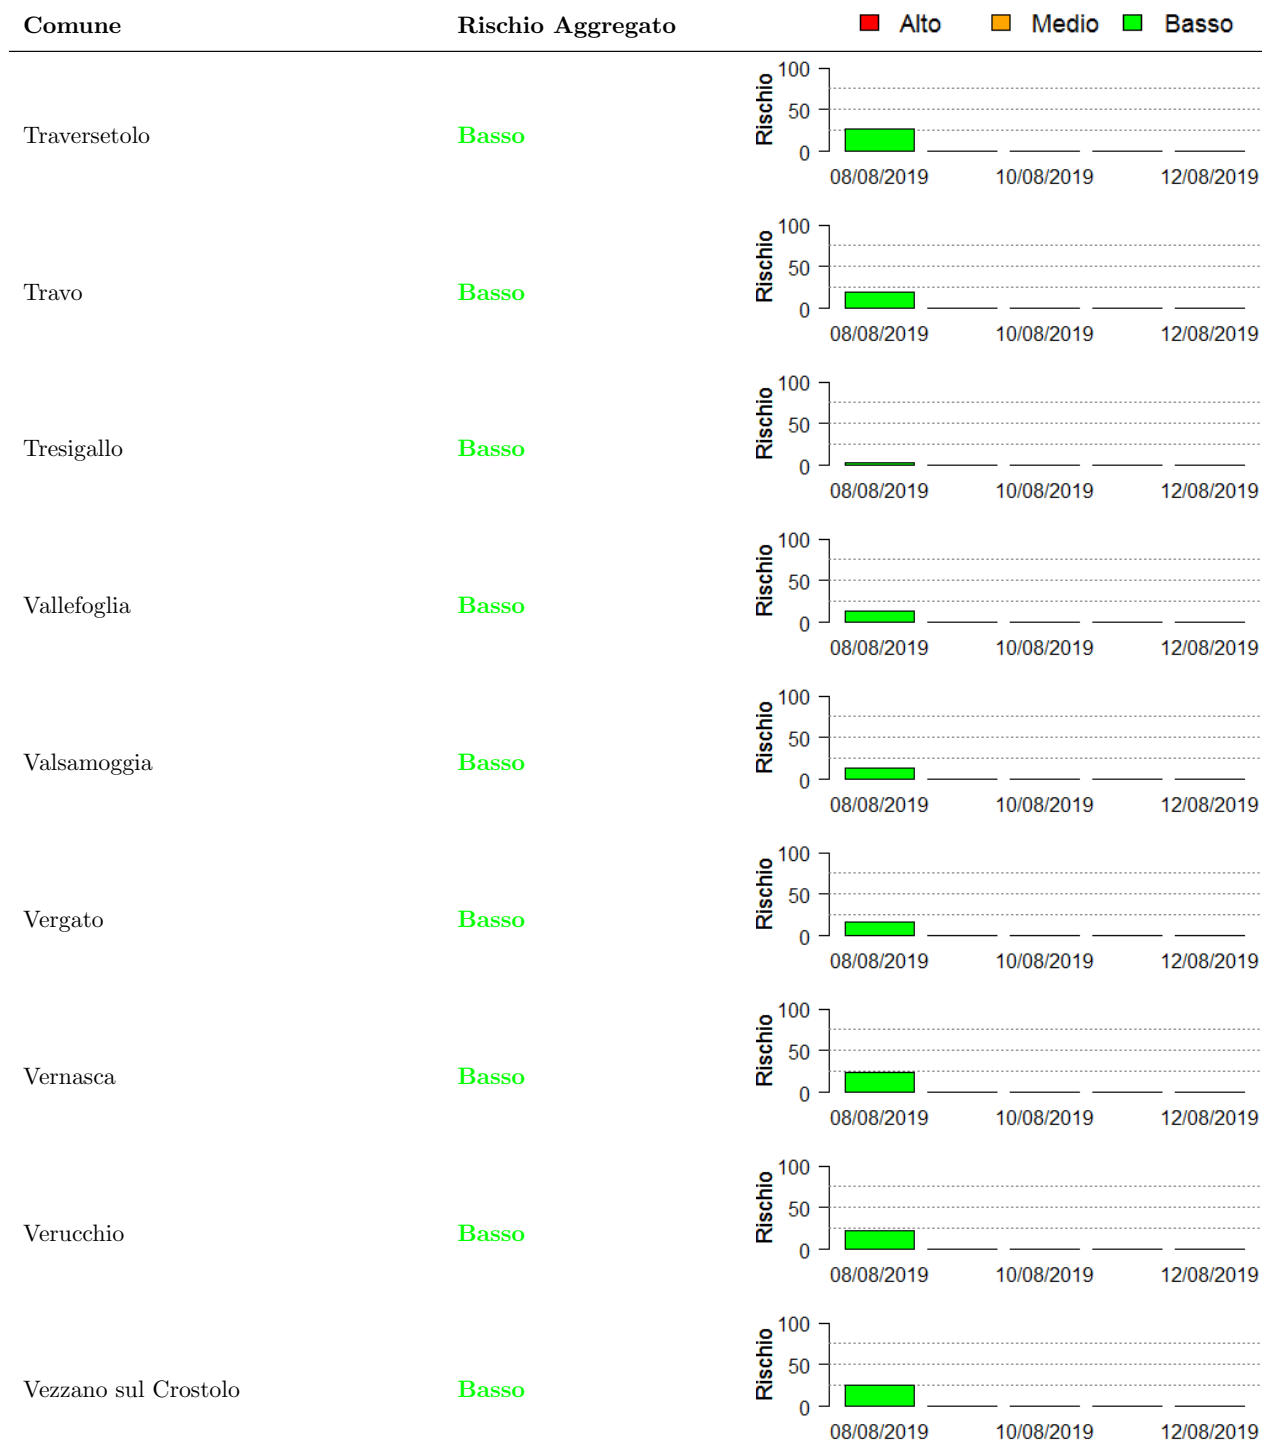 Comune Rischio Aggregato Alto Medio Basso
100
Rischio
50
Traversetolo Basso
0
08/08/2019 10/08/2019 12/08/2019
100
Rischio
50
Travo Basso
0
08/08/2019 10/08/2019 12/08/2019
100
Rischio
50
Tresigallo Basso
0
08/08/2019 10/08/2019 12/08/2019
100
Rischio
50
Vallefoglia Basso
0
08/08/2019 10/08/2019 12/08/2019
100
Rischio
50
Valsamoggia Basso
0
08/08/2019 10/08/2019 12/08/2019
100
Rischio
50
Vergato Basso
0
08/08/2019 10/08/2019 12/08/2019
100
Rischio
50
Vernasca Basso
0
08/08/2019 10/08/2019 12/08/2019
100
Rischio
50
Verucchio Basso
0
08/08/2019 10/08/2019 12/08/2019
100
Rischio
50
Vezzano sul Crostolo Basso
0
08/08/2019 10/08/2019 12/08/2019